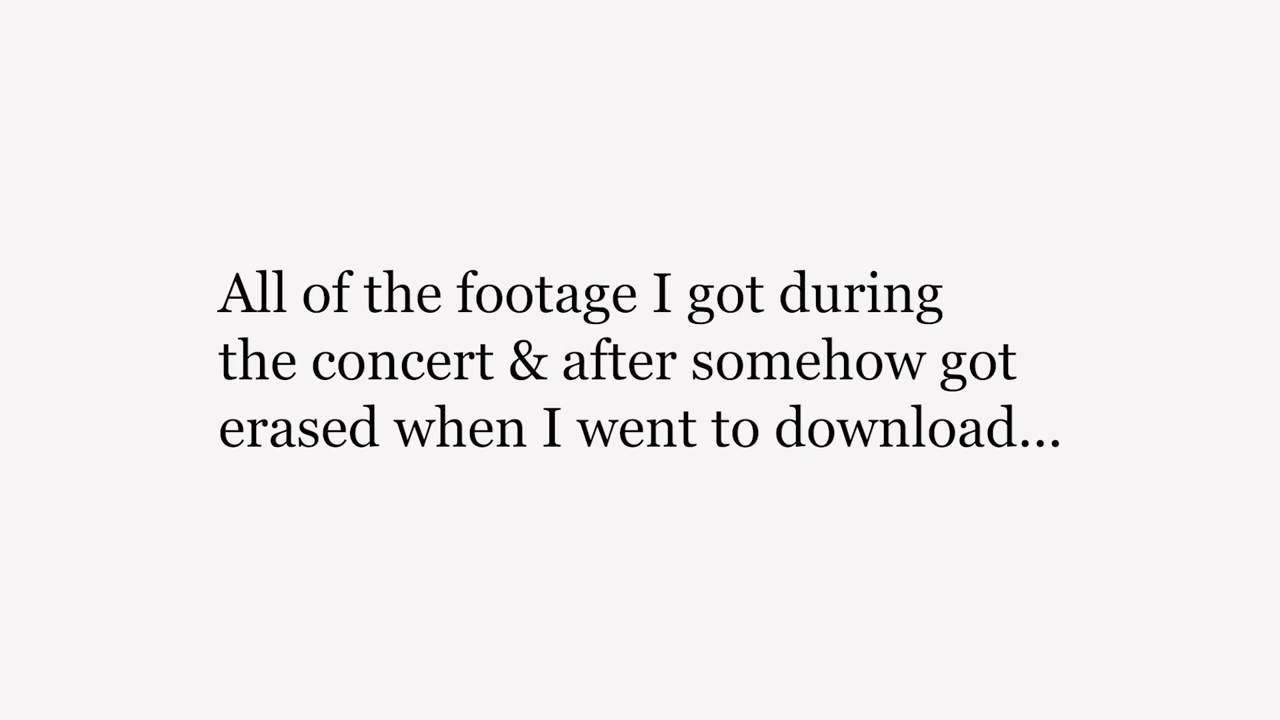 All of the footage I got during
the concert & after somehow got
erased when I went to download...